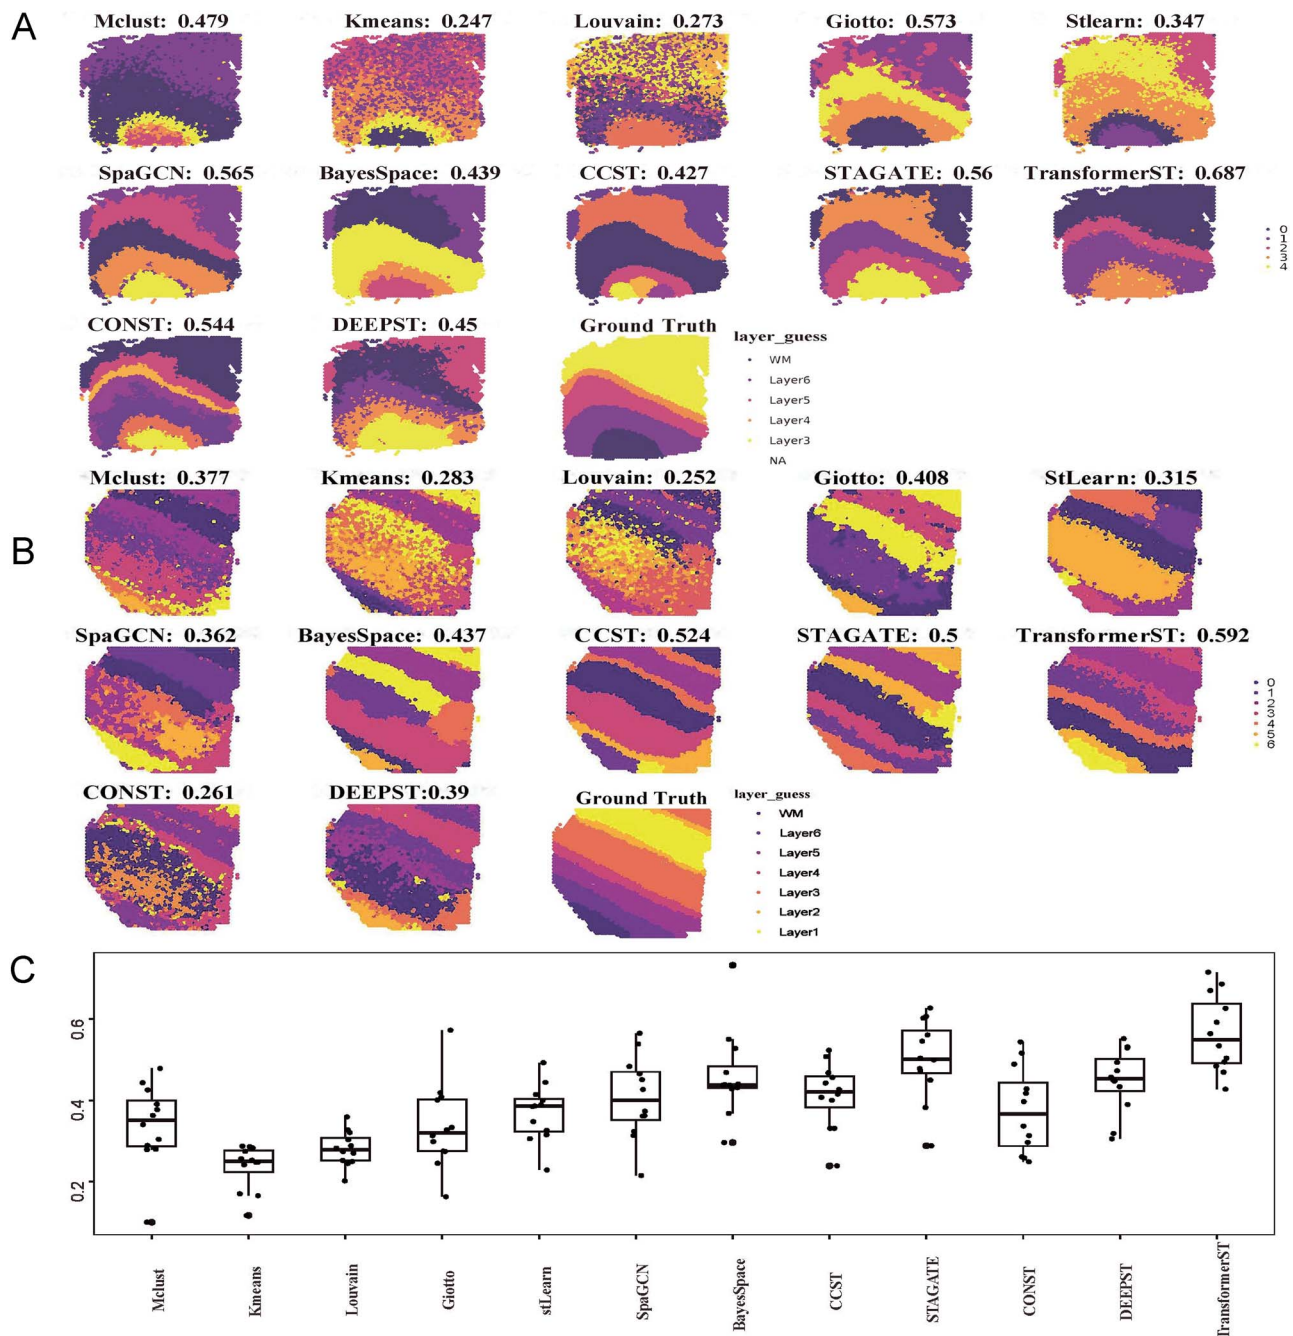 A
Mclust: 0.479
Kmeans: 0.247
Louvain: 0.273
Giotto: 0.573
Stlearn: 0.347
SpaGCN: 0.565
BayesSpace: 0.439
CCST: 0.427
STAGATE: 0.56
TransformerST: 0.687
0
1
2
3
4
CONST: 0.544
DEEPST: 0.45
Ground Truth
layer_guess
WM
Layer6
Layer5
Layer4
Layer3
NA
B
Mclust: 0.377
Kmeans: 0.283
Louvain: 0.252
Giotto: 0.408
StLearn: 0.315
SpaGCN: 0.362
BayesSpace: 0.437
CCST: 0.524
STAGATE: 0.5
TransformerST: 0.592
0
1
2
3
4
5
6
CONST: 0.261
DEEPST:0.39
Ground Truth
layer_guess
WM
Layer6
Layer5
Layer4
Layer3
Layer2
Layer1
C
0.6
0.4
0.2
Mclust
Kmeans
Louvain
Giotto
stLearn
SpaGCN
BayesSpace
CCST
STAGATE
CONST
DEEPST
TransformerST